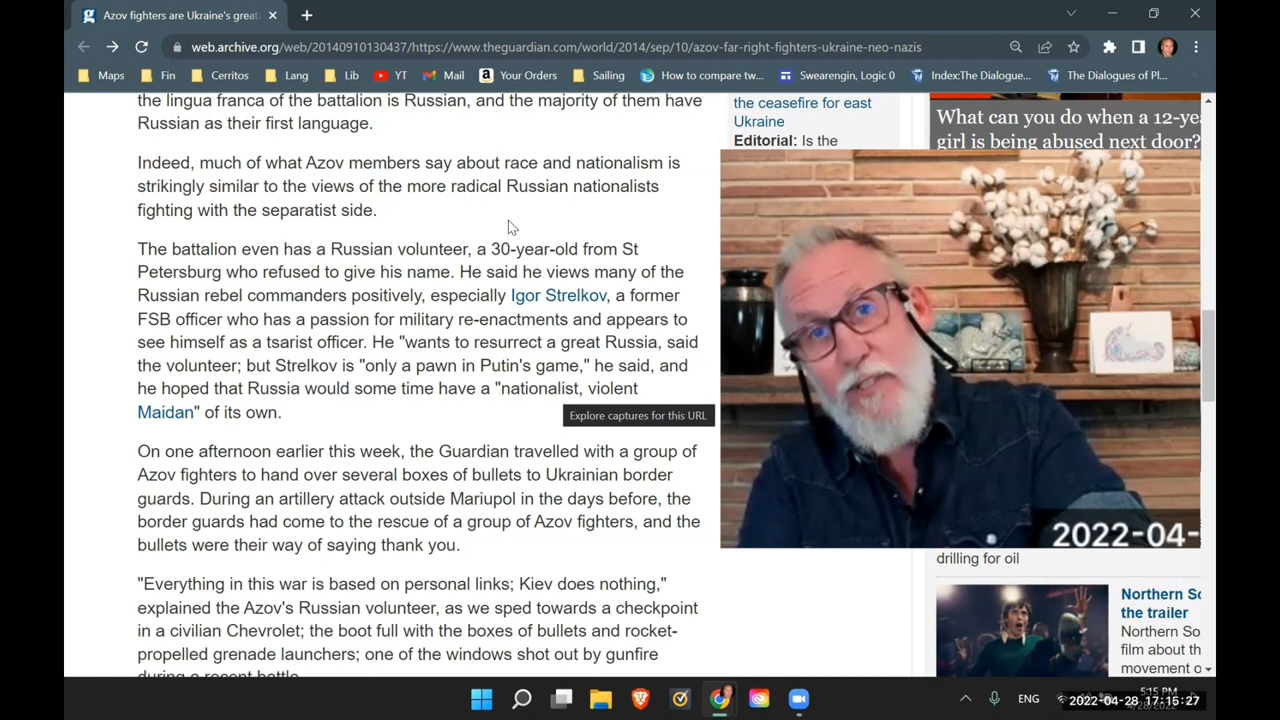 Azov fighters are Ukraine's great
web.archive.org/web/20140910130437/https://www.theguardian.com/world/2014/sep/10/azov-far-right-fighters-ukraine-neo-nazis
Maps Fin Cerritos Lang Lib YT Mail Your Orders Sailing How to compare tw... Swearengin, Logic 0 Index:The Dialogue... The Dialogues of Pl...
the lingua franca of the battalion is Russian, and the majority of them have
Russian as their first language.
Indeed, much of what Azov members say about race and nationalism is
strikingly similar to the views of the more radical Russian nationalists
fighting with the separatist side.
The battalion even has a Russian volunteer, a 30-year-old from St
Petersburg who refused to give his name. He said he views many of the
Russian rebel commanders positively, especially Igor Strelkov, a former
FSB officer who has a passion for military re-enactments and appears to
see himself as a tsarist officer. He "wants to resurrect a great Russia, said
the volunteer; but Strelkov is "only a pawn in Putin's game," he said, and
he hoped that Russia would some time have a "nationalist, violent
Maidan" of its own.
Explore captures for this URL
On one afternoon earlier this week, the Guardian travelled with a group of
Azov fighters to hand over several boxes of bullets to Ukrainian border
guards. During an artillery attack outside Mariupol in the days before, the
border guards had come to the rescue of a group of Azov fighters, and the
bullets were their way of saying thank you.
"Everything in this war is based on personal links; Kiev does nothing,"
explained the Azov's Russian volunteer, as we sped towards a checkpoint
in a civilian Chevrolet; the boot full with the boxes of bullets and rocket-
propelled grenade launchers; one of the windows shot out by gunfire
during a recent battle.
the ceasefire for east
Ukraine
Editorial: Is the
What can you do when a 12-ye
girl is being abused next door?
2022-04-
drilling for oil
Northern So
the trailer
Northern So
film about th
movement o
ENG
5:15 PM
2022-04-28 17:15:27